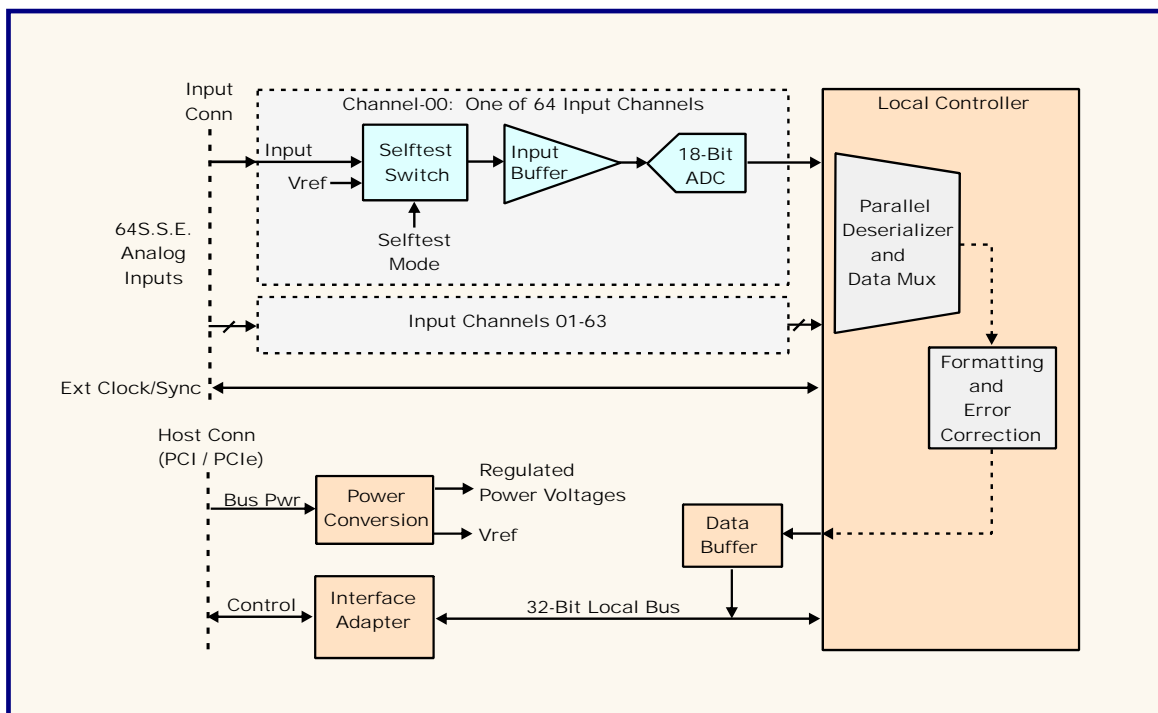 Input
Conn
Channel-00:  One of 64 Input Channels
Input
Vref
Selftest
Switch
Selftest
Mode
Input
Buffer
18-Bit
ADC
64S.S.E.
Analog
Inputs
Input Channels 01-63
Ext Clock/Sync
Local Controller
Parallel
Deserializer
and
Data Mux
Formatting
and
Error
Correction
Host Conn
(PCI / PCIe)
Bus Pwr
Power
Conversion
Regulated
Power Voltages
Vref
Data
Buffer
Control
Interface
Adapter
32-Bit Local Bus